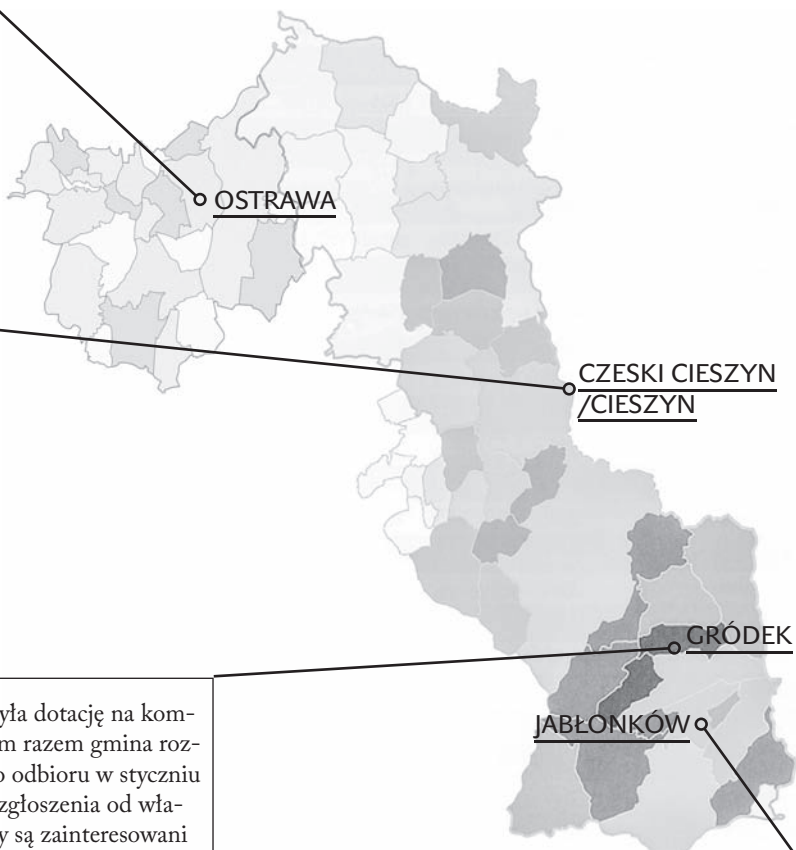 OSTRAWA
CZESKI CIESZYN
/CIESZYN
GRÓDEK
JABŁONKÓW
yła dotację na kom-
m razem gmina roz-
o odbioru w styczniu
zgłoszenia od wła-
y są zainteresowani